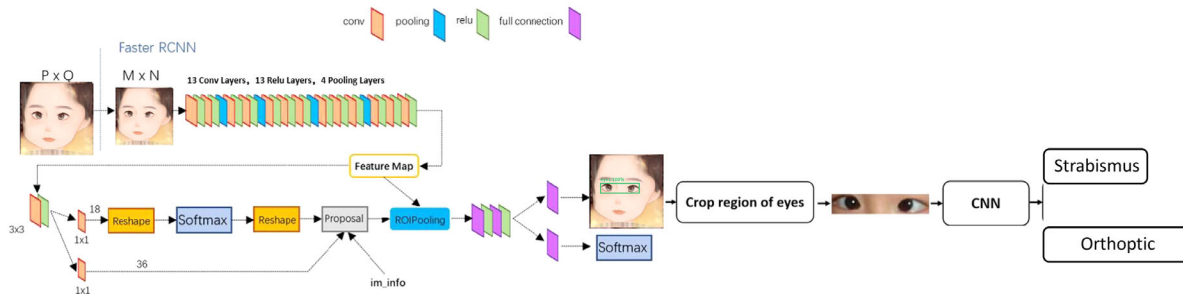 conv pooling relu full connection
Faster RCNN
P x Q
M x N
13 Conv Layers, 13 Relu Layers, 4 Pooling Layers
Feature Map
3x3
18
1x1
Reshape
Softmax
Reshape
Proposal
ROIPooling
Softmax
36
1x1
im_info
Crop region of eyes
CNN
Strabismus
Orthoptic